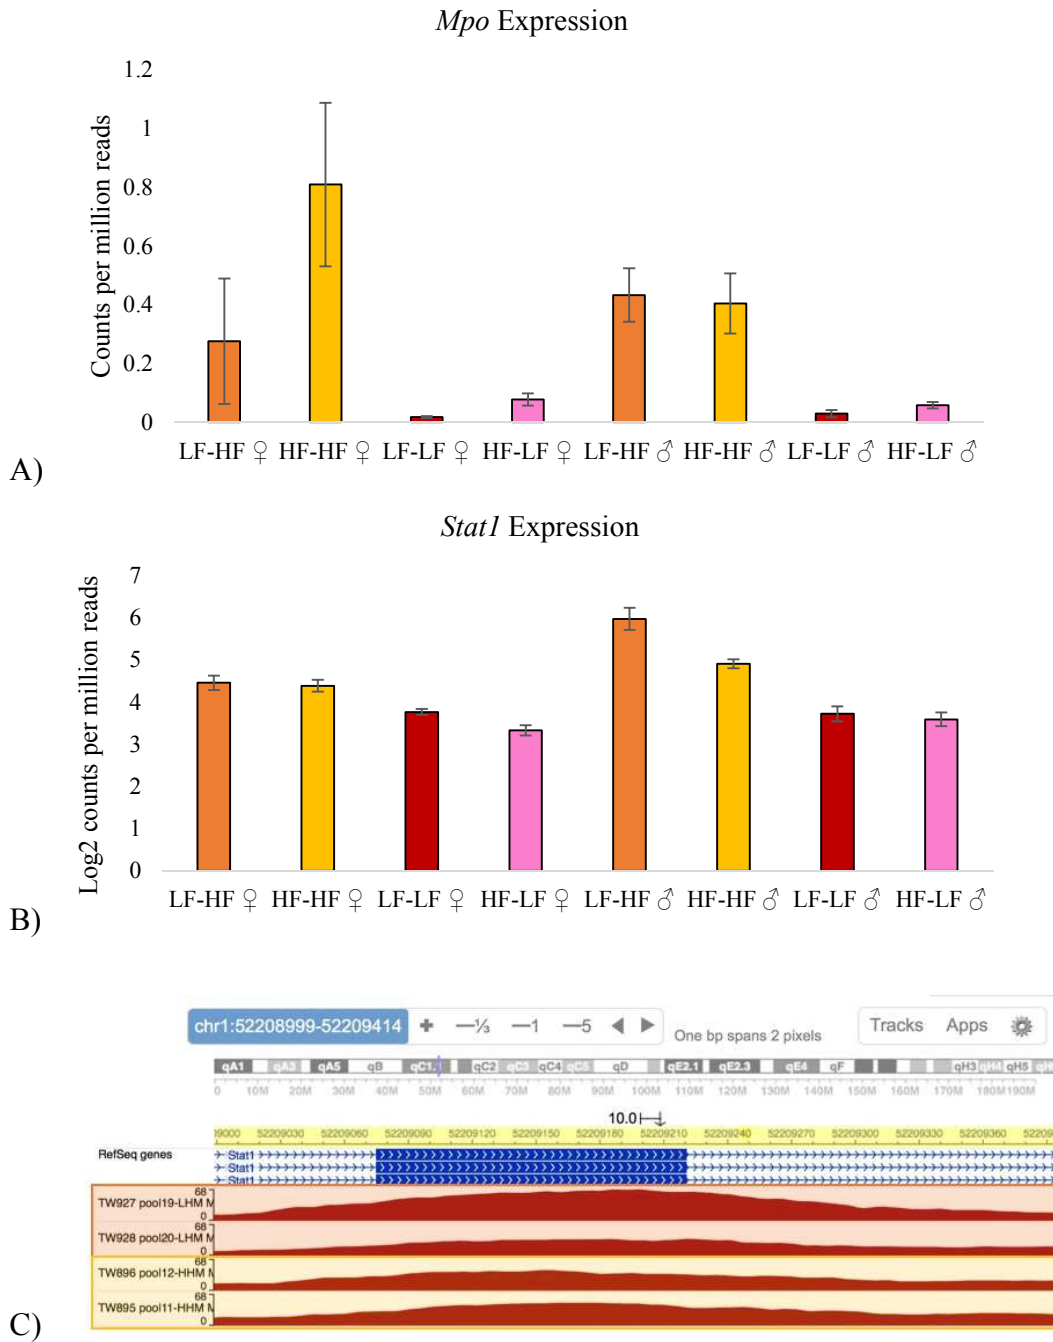 Mpo Expression
Counts per million reads
1.2
1
0.8
0.6
0.4
0.2
0
LF-HF ♀ HF-HF ♀ LF-LF ♀ HF-LF ♀ LF-HF ♂ HF-HF ♂ LF-LF ♂ HF-LF ♂
A)
Stat1 Expression
Log2 counts per million reads
7
6
5
4
3
2
1
0
LF-HF ♀ HF-HF ♀ LF-LF ♀ HF-LF ♀ LF-HF ♂ HF-HF ♂ LF-LF ♂ HF-LF ♂
B)
chr1:52208999-52209414 + —⅓ —1 —5 ◀ ▶ One bp spans 2 pixels Tracks Apps
qA1 qA3 qA5 qB qC1. qC2 qC3 qC4 qC5 qD qE2.1 qE2.3 qE4 qF qH3 qH4 qH5
0 10M 20M 30M 40M 50M 60M 70M 80M 90M 100M 110M 120M 130M 140M 150M 160M 170M 180M 190M
10.0
52209030 52209060 52209090 52209120 52209150 52209180 52209210 52209240 52209270 52209300 52209330 52209360
RefSeq genes Stat1
Stat1
Stat1
TW927 pool19-LHM M 68 0
TW928 pool20-LHM M 68 0
TW896 pool12-HHM M 68 0
TW895 pool11-HHM M 68 0
C)